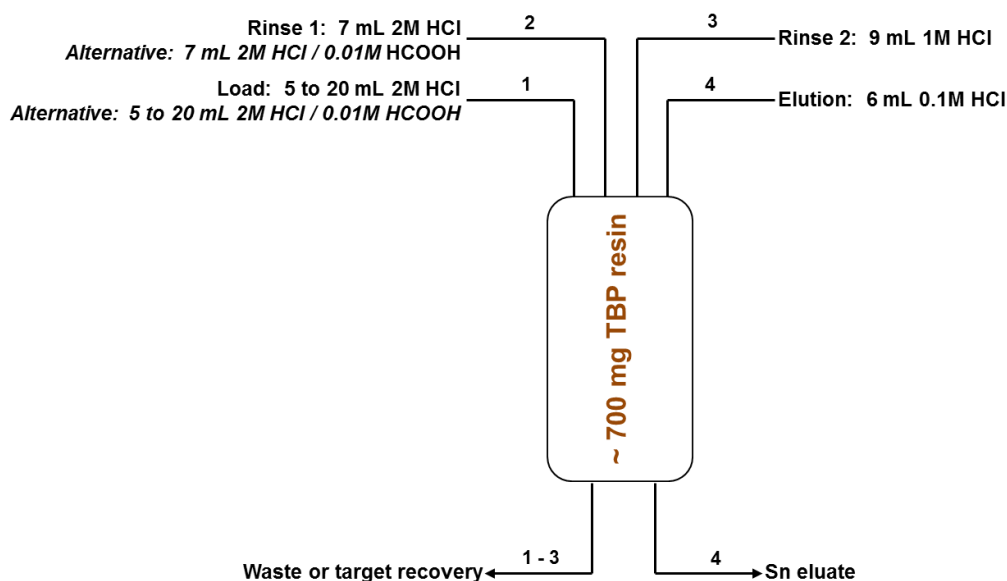 Rinse 1: 7 mL 2M HCl
Alternative: 7 mL 2M HCl / 0.01M HCOOH
2
3
Rinse 2: 9 mL 1M HCl
Load: 5 to 20 mL 2M HCl
Alternative: 5 to 20 mL 2M HCl / 0.01M HCOOH
1
4
Elution: 6 mL 0.1M HCl
~ 700 mg TBP resin
Waste or target recovery
1 - 3
4
Sn eluate